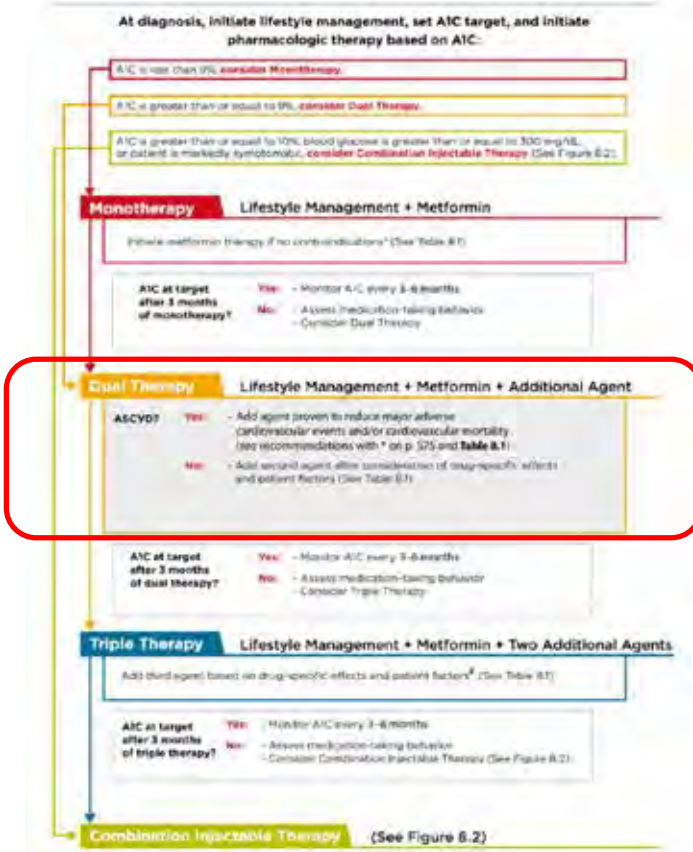 At diagnosis, initiate lifestyle management, set A1C target, and initiate
pharmacologic therapy based on A1C:
A1C is less than 9%, consider Monotherapy.
A1C is greater than or equal to 9%, consider Dual Therapy.
A1C is greater than or equal to 10%, blood glucose is greater than or equal to 300 mg/dL,
or patient is markedly symptomatic, consider Combination Injectable Therapy (See Figure 8.2).
Monotherapy Lifestyle Management + Metformin
Initiate metformin therapy if no contraindications* (See Table 8.1)
A1C at target
after 3 months
of monotherapy?
Yes: - Monitor A1C every 3–6 months
No: - Assess medication-taking behavior
- Consider Dual Therapy
Dual Therapy Lifestyle Management + Metformin + Additional Agent
ASCVD? Yes: - Add agent proven to reduce major adverse
cardiovascular events and/or cardiovascular mortality
(see recommendations with * on p. S75 and Table 8.1)
No: - Add second agent after consideration of drug-specific effects
and patient factors (See Table 8.1)
A1C at target
after 3 months
of dual therapy?
Yes: - Monitor A1C every 3–6 months
No: - Assess medication-taking behavior
- Consider Triple Therapy
Triple Therapy Lifestyle Management + Metformin + Two Additional Agents
Add third agent based on drug-specific effects and patient factors# (See Table 8.1)
A1C at target
after 3 months
of triple therapy?
Yes: - Monitor A1C every 3–6 months
No: - Assess medication-taking behavior
- Consider Combination Injectable Therapy (See Figure 8.2)
Combination Injectable Therapy (See Figure 8.2)